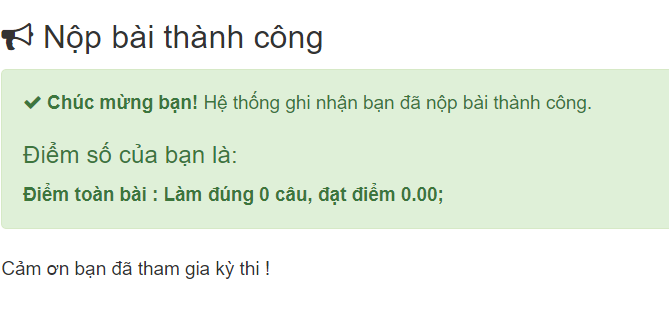 Nộp bài thành công
Chúc mừng bạn! Hệ thống ghi nhận bạn đã nộp bài thành công.
Điểm số của bạn là:
Điểm toàn bài : Làm đúng 0 câu, đạt điểm 0.00;
Cảm ơn bạn đã tham gia kỳ thi !